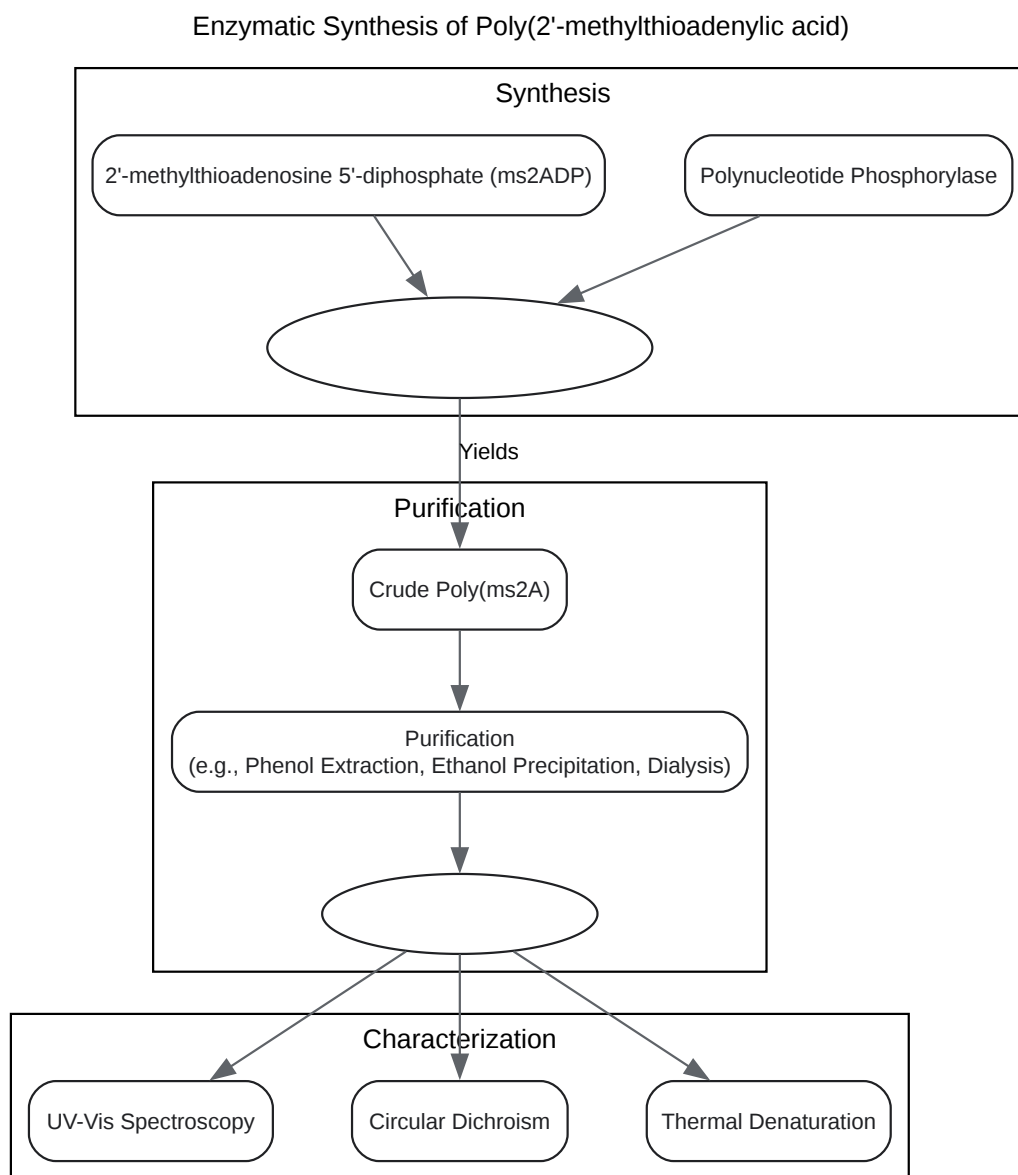 Enzymatic Synthesis of Poly(2'-methylthioadenylic acid)
Synthesis
2'-methylthioadenosine 5'-diphosphate (ms2ADP)
Polynucleotide Phosphorylase
Yields
Purification
Crude Poly(ms2A)
Purification
(e.g., Phenol Extraction, Ethanol Precipitation, Dialysis)
Characterization
UV-Vis Spectroscopy
Circular Dichroism
Thermal Denaturation